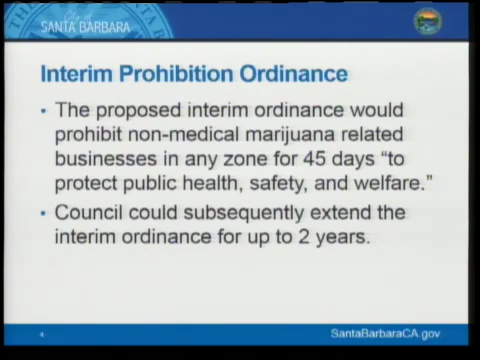 City of
SANTA BARBARA
Interim Prohibition Ordinance
• The proposed interim ordinance would
prohibit non-medical marijuana related
businesses in any zone for 45 days “to
protect public health, safety, and welfare.”
• Council could subsequently extend the
interim ordinance for up to 2 years.
4
SantaBarbaraCA.gov